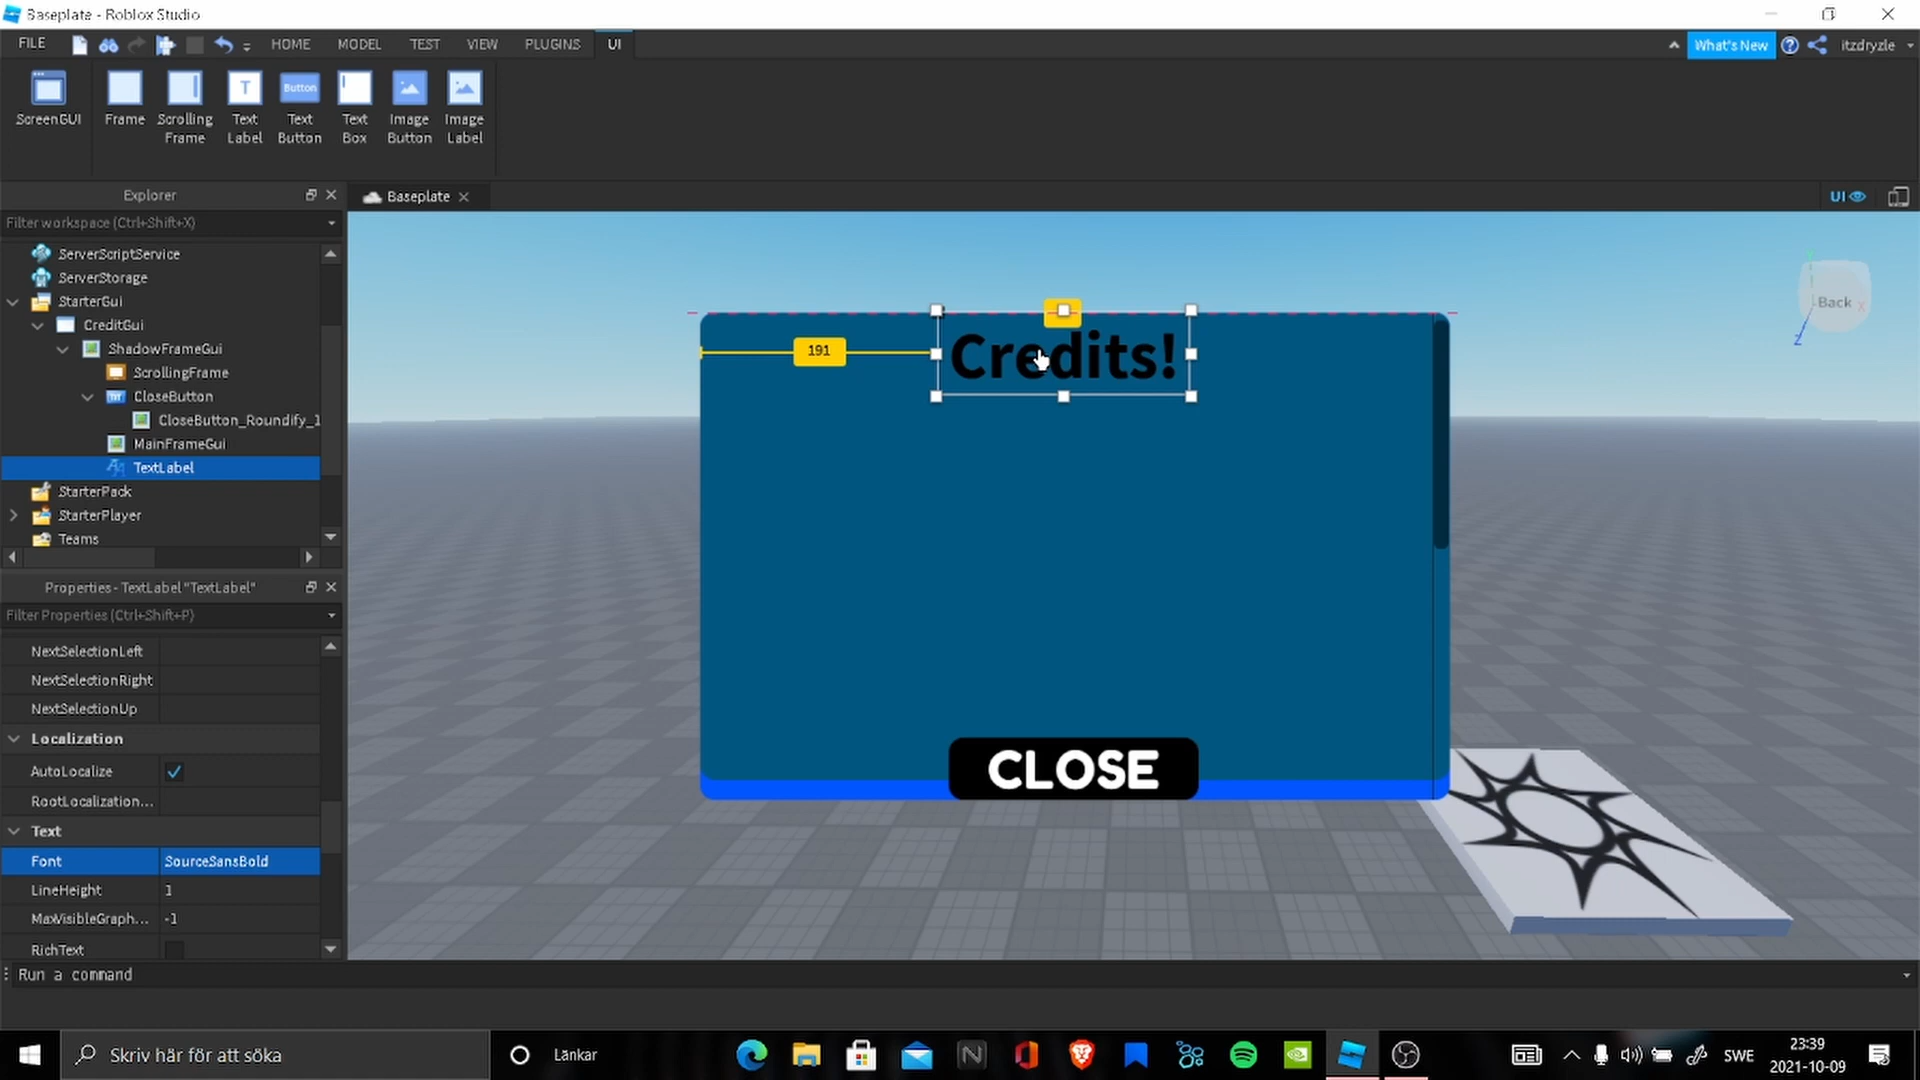 Baseplate - Roblox Studio
FILE
HOME
MODEL
TEST
VIEW
PLUGINS
UI
What's New
itzdryzle
ScreenGUI
Frame
Scrolling
Frame
Text
Label
Button
Text
Button
Text
Box
Image
Button
Image
Label
Explorer
Baseplate
UI
Filter workspace (Ctrl+Shift+X)
ServerScriptService
ServerStorage
StarterGui
CreditGui
ShadowFrameGui
ScrollingFrame
CloseButton
CloseButton_Roundify_1
MainFrameGui
TextLabel
StarterPack
StarterPlayer
Teams
Properties - TextLabel "TextLabel"
Filter Properties (Ctrl+Shift+P)
NextSelectionLeft
NextSelectionRight
NextSelectionUp
Localization
AutoLocalize
RootLocalization...
Text
Font SourceSansBold
LineHeight 1
MaxVisibleGraph... -1
RichText
191
Credits!
CLOSE
Back
X
Z
Run a command
Skriv här för att söka
Länkar
SWE
23:39
2021-10-09